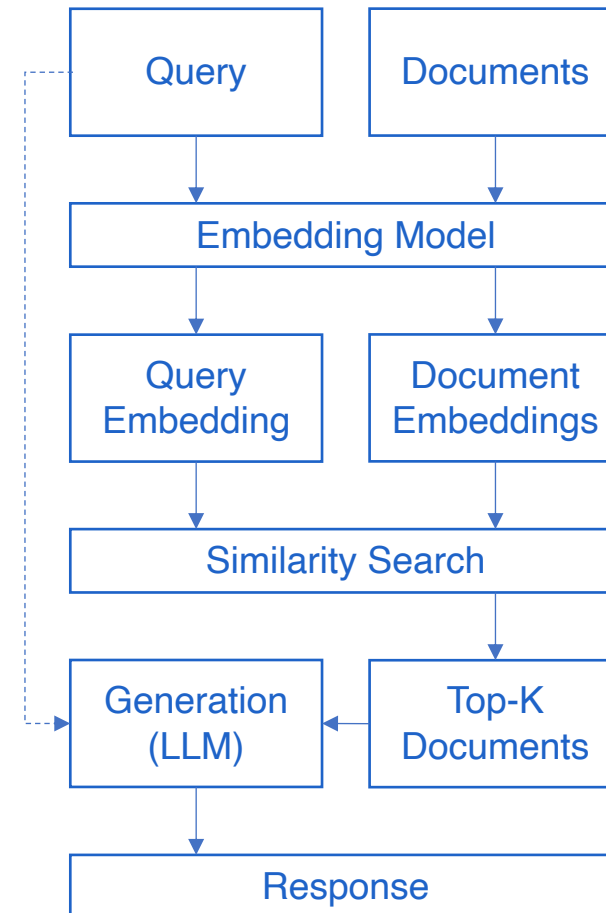 Query
Documents
Embedding Model
Query
Embedding
Document
Embeddings
Similarity Search
Generation
(LLM)
Top-K
Documents
Response